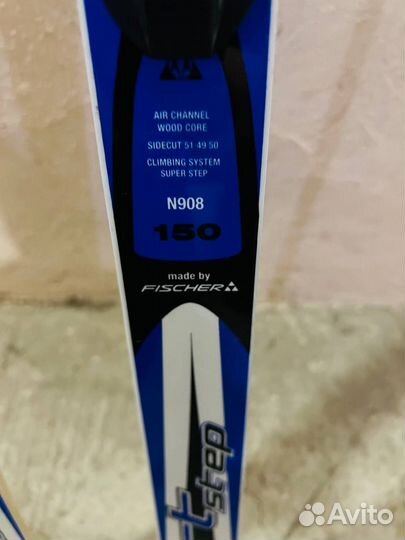 AIR CHANNEL
WOOD CORE
SIDECUT 51 49 50
CLIMBING SYSTEM
SUPER STEP
N908
150
made by
FISCHER
step
Avito